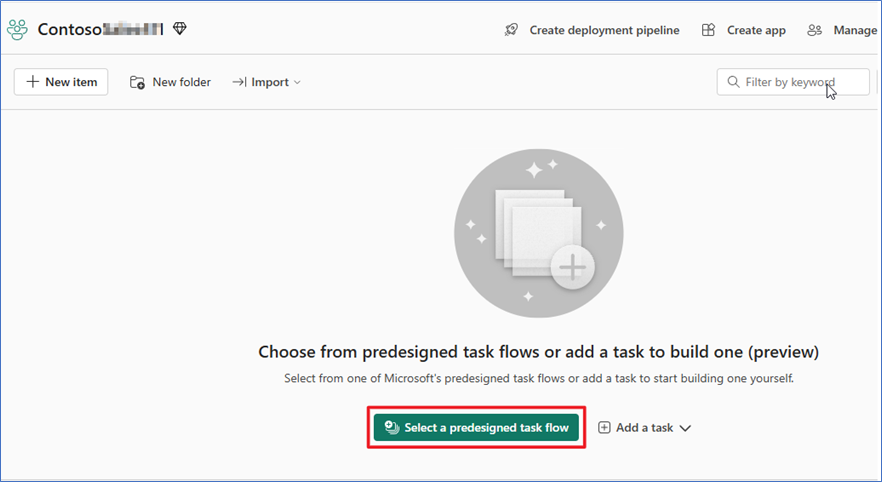 Contoso
Create deployment pipeline
Create app
Manage
New item
New folder
Import
Filter by keyword
Choose from predesigned task flows or add a task to build one (preview)
Select from one of Microsoft's predesigned task flows or add a task to start building one yourself.
Select a predesigned task flow
Add a task